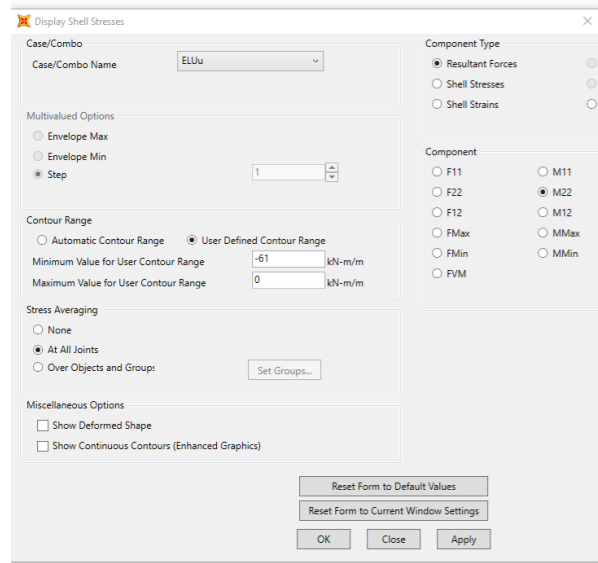 Display Shell Stresses
Case/Combo
Case/Combo Name
ELUu
Multivalued Options
Envelope Max
Envelope Min
Step
1
Contour Range
Automatic Contour Range
User Defined Contour Range
Minimum Value for User Contour Range
-61
kN-m/m
Maximum Value for User Contour Range
0
kN-m/m
Stress Averaging
None
At All Joints
Over Objects and Groups
Set Groups...
Miscellaneous Options
Show Deformed Shape
Show Continuous Contours (Enhanced Graphics)
Component Type
Resultant Forces
Shell Stresses
Shell Strains
Component
F11
M11
F22
M22
F12
M12
FMax
MMax
FMin
MMin
FVM
Reset Form to Default Values
Reset Form to Current Window Settings
OK
Close
Apply